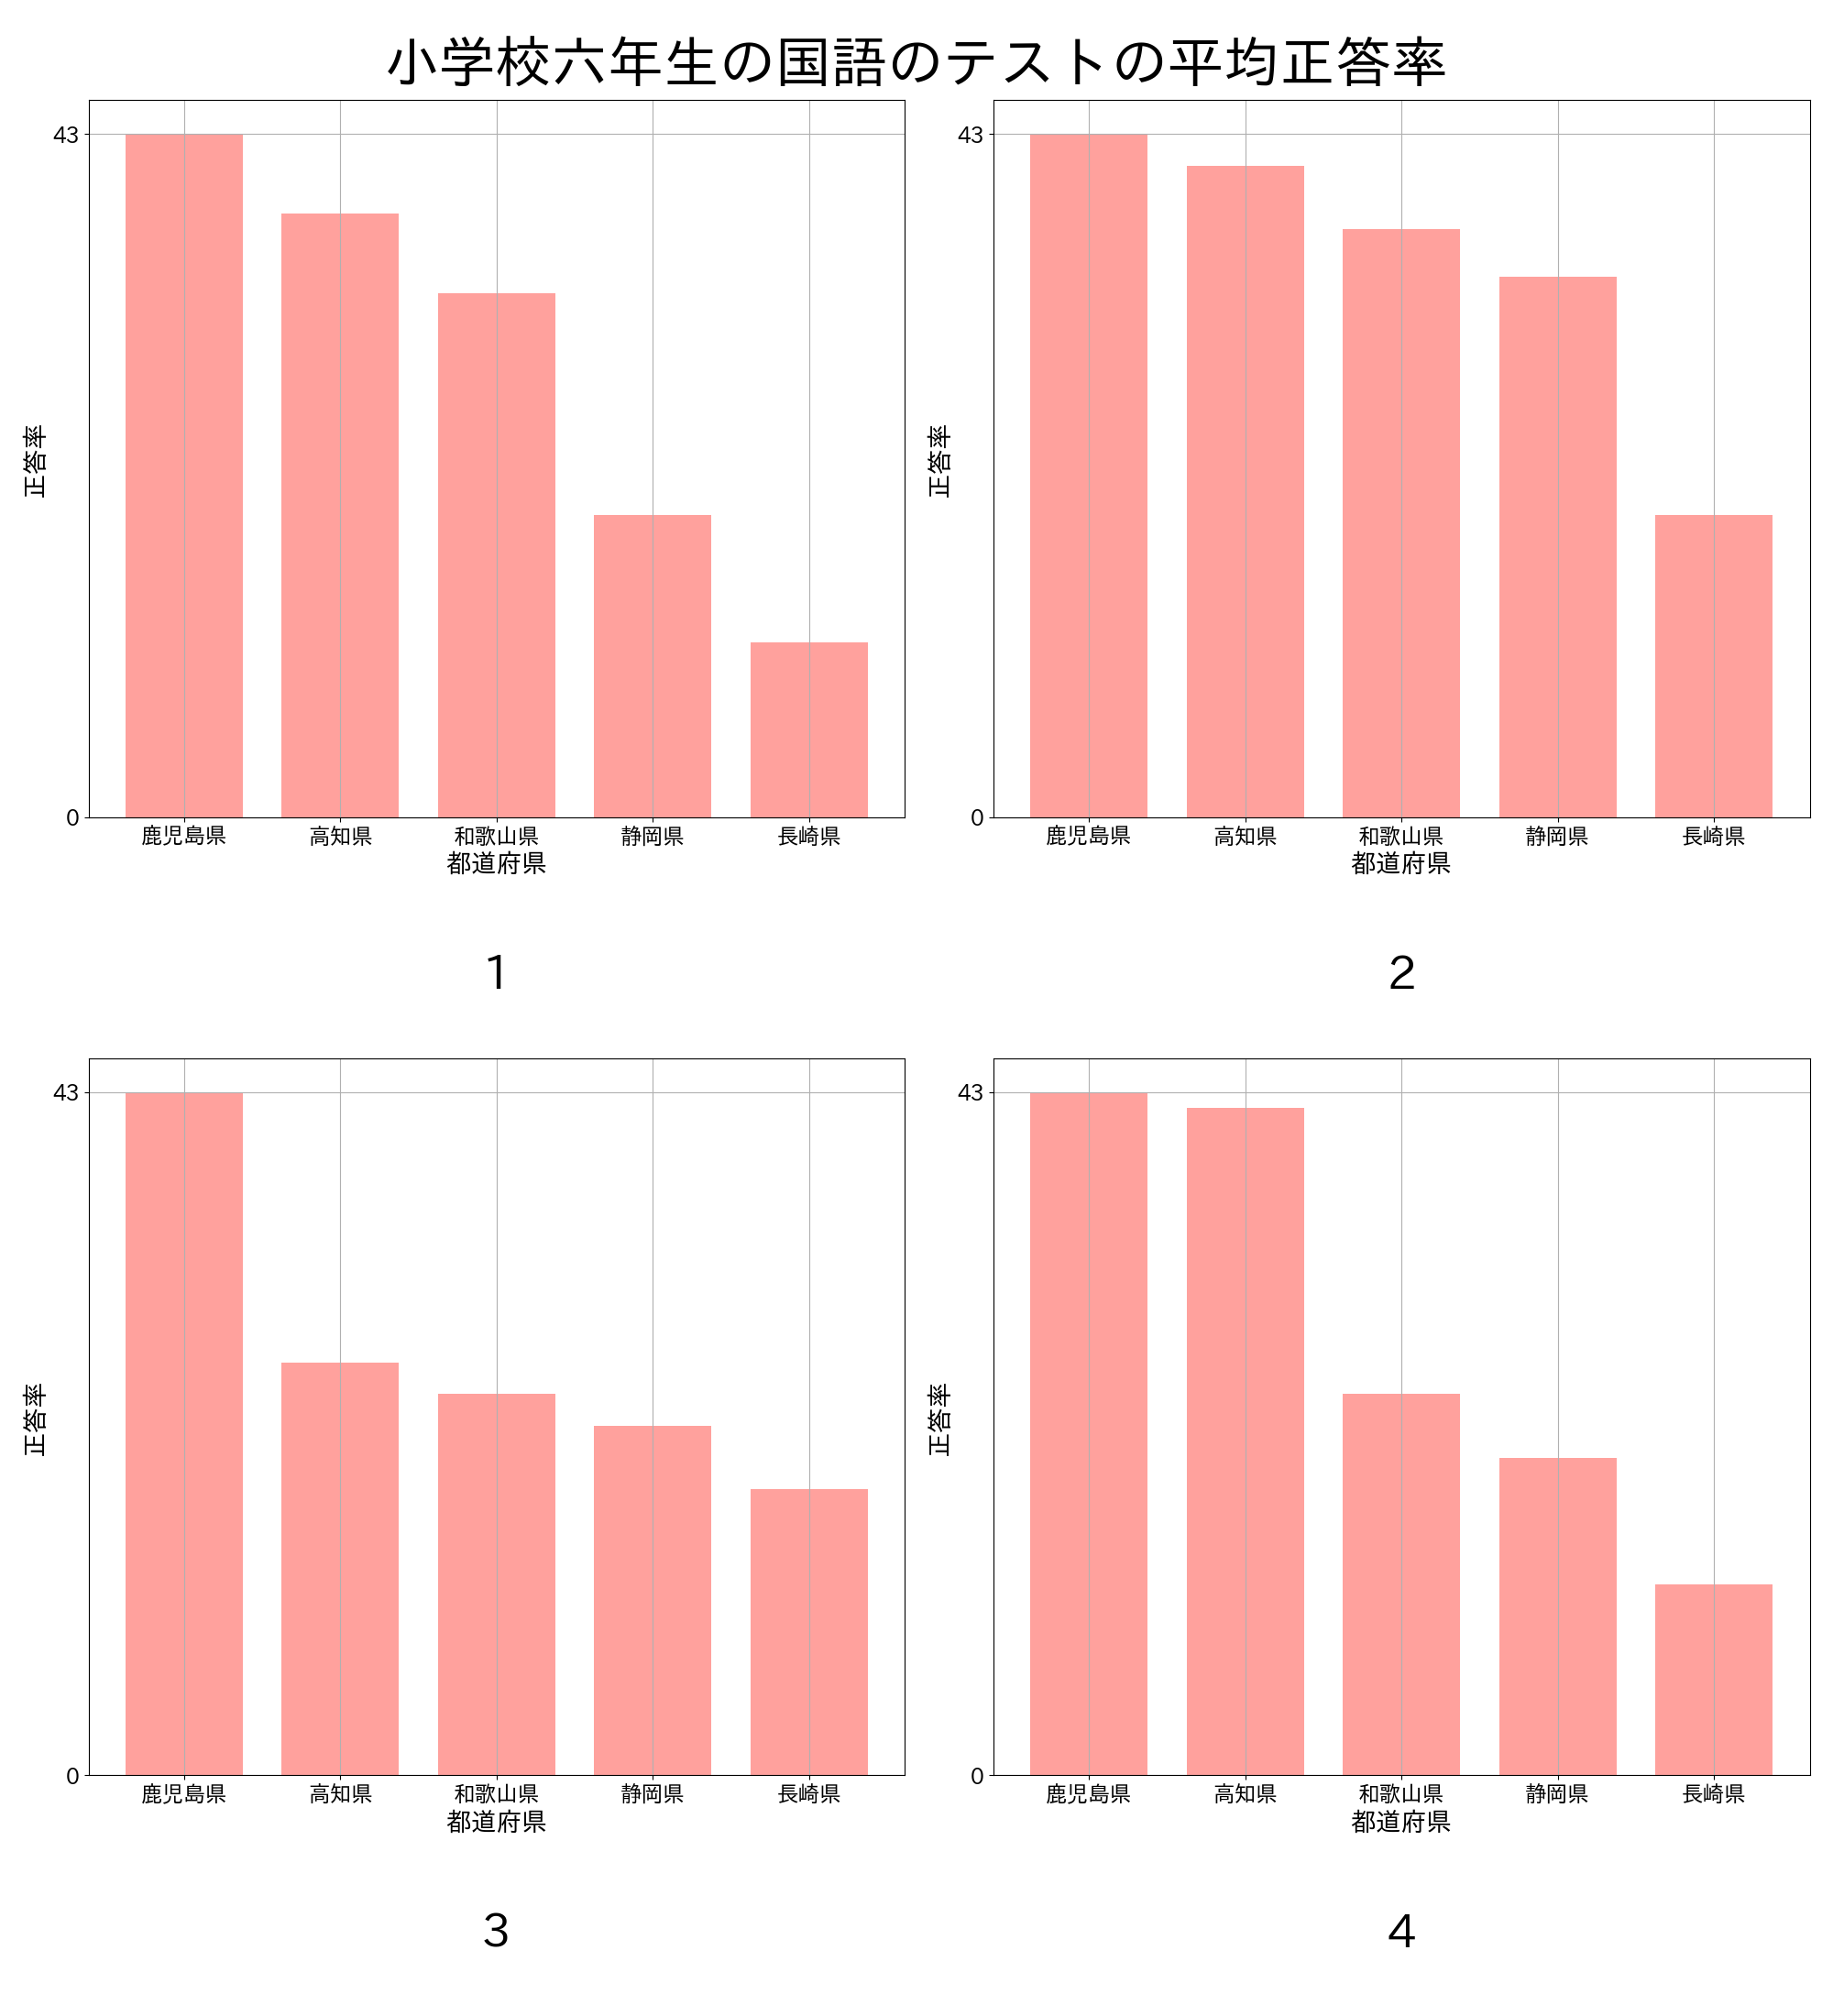 小学校六年生の国語のテストの平均正答率
43
正答率
0
鹿児島県 高知県 和歌山県 静岡県 長崎県
都道府県
1
43
正答率
0
鹿児島県 高知県 和歌山県 静岡県 長崎県
都道府県
2
43
正答率
0
鹿児島県 高知県 和歌山県 静岡県 長崎県
都道府県
3
43
正答率
0
鹿児島県 高知県 和歌山県 静岡県 長崎県
都道府県
4